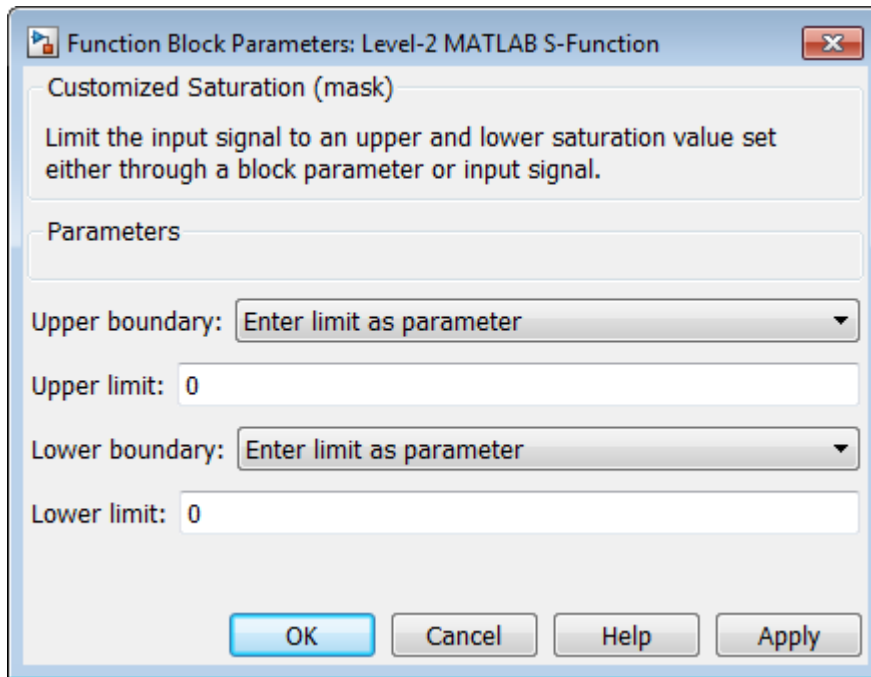 Function Block Parameters: Level-2 MATLAB S-Function
Customized Saturation (mask)
Limit the input signal to an upper and lower saturation value set
either through a block parameter or input signal.
Parameters
Upper boundary: Enter limit as parameter
Upper limit: 0
Lower boundary: Enter limit as parameter
Lower limit: 0
OK Cancel Help Apply